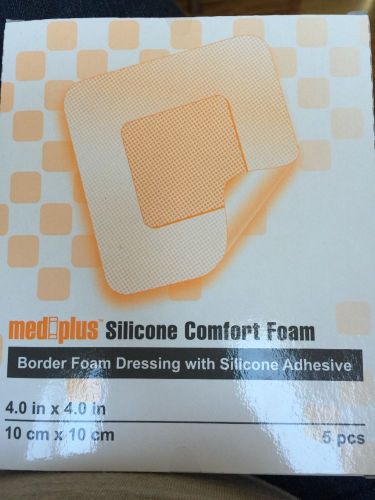 mediplus™ Silicone Comfort Foam
Border Foam Dressing with Silicone Adhesive
4.0 in x 4.0 in
10 cm x 10 cm 5 pcs